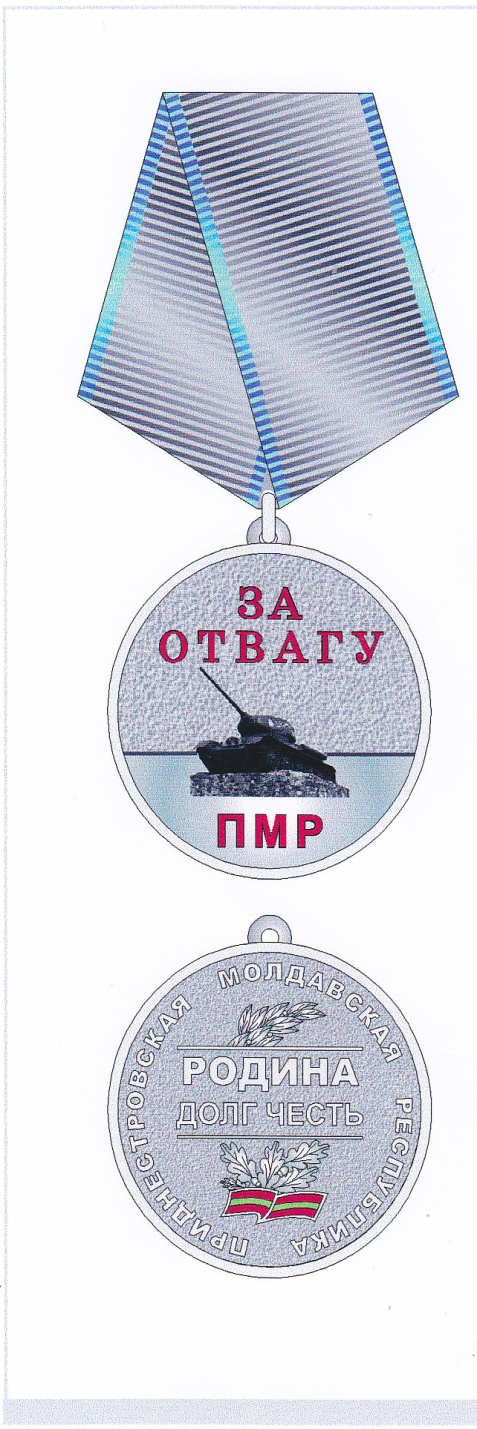 ЗА
ОТВАГУ
ПМР
ПРИДНЕСТРОВСКАЯ МОЛДАВСКАЯ РЕСПУБЛИКА
РОДИНА
ДОЛГ ЧЕСТЬ